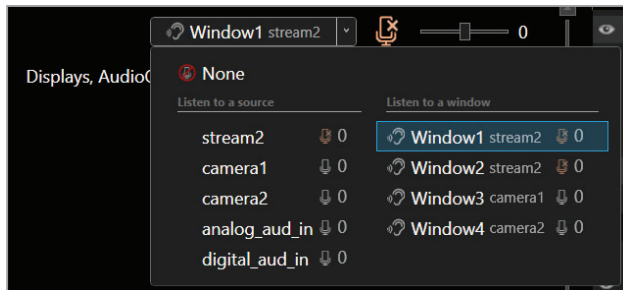 Window1 stream2 0
Displays, Audio
None
Listen to a source Listen to a window
stream2 0 Window1 stream2 0
camera1 0 Window2 stream2 0
camera2 0 Window3 camera1 0
analog_aud_in 0 Window4 camera2 0
digital_aud_in 0